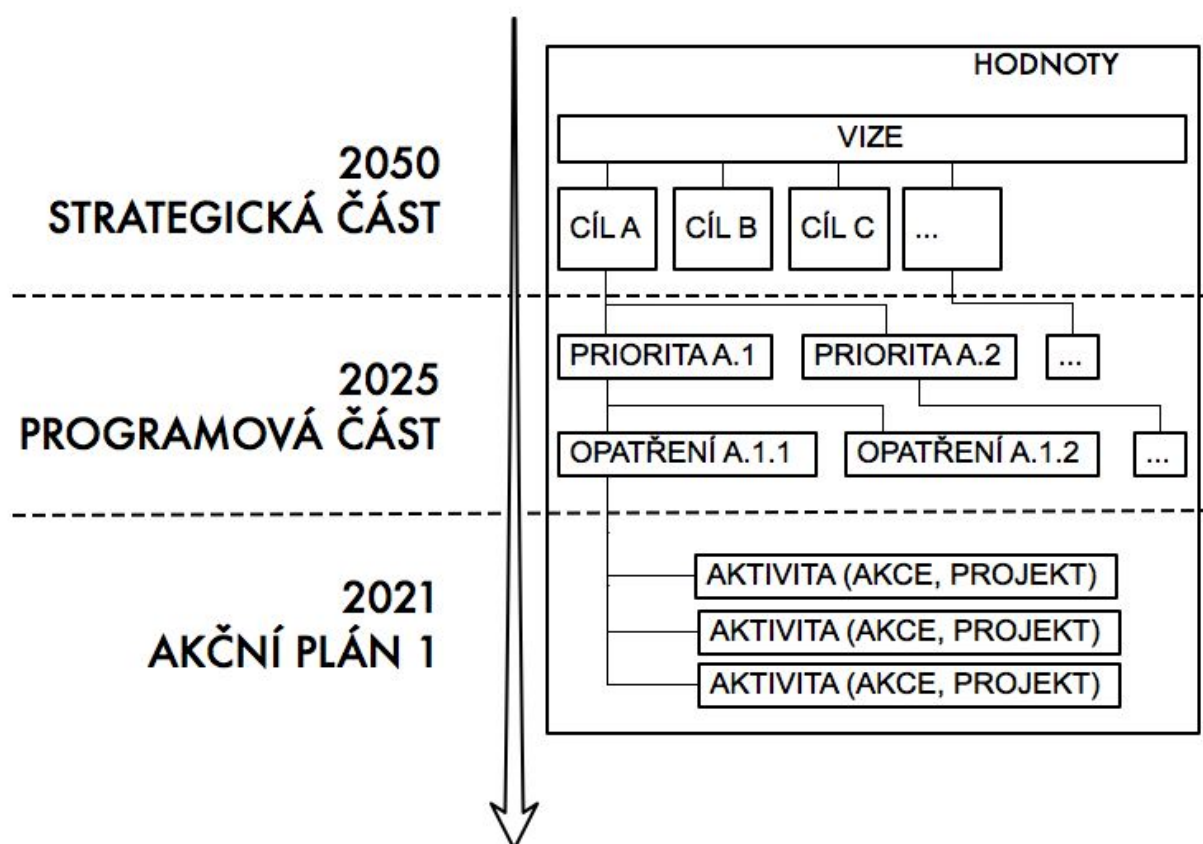 HODNOTY
VIZE
2050
STRATEGICKÁ ČÁST
CÍL A
CÍL B
CÍL C
...
2025
PROGRAMOVÁ ČÁST
PRIORITA A.1
PRIORITA A.2
...
OPATŘENÍ A.1.1
OPATŘENÍ A.1.2
...
2021
AKČNÍ PLÁN 1
AKTIVITA (AKCE, PROJEKT)
AKTIVITA (AKCE, PROJEKT)
AKTIVITA (AKCE, PROJEKT)